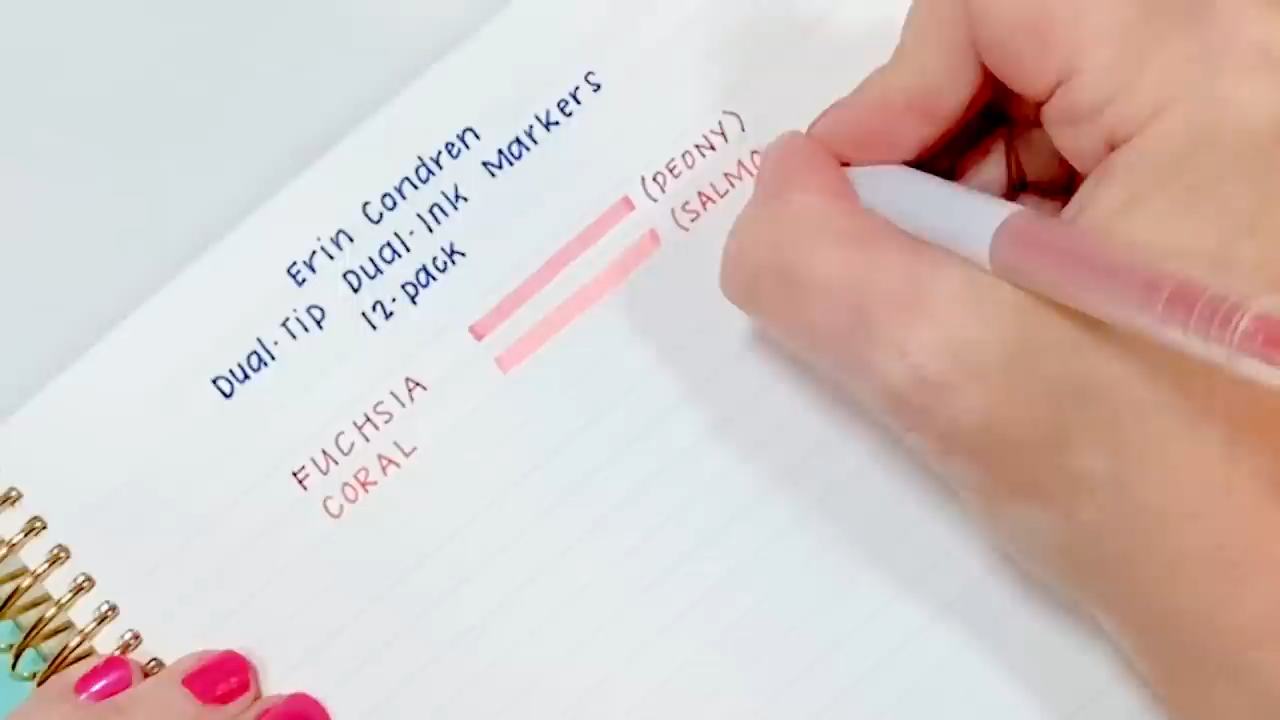 Erin Condren
Dual-Tip Dual-Ink Markers
12-pack
FUCHSIA (PEONY)
CORAL